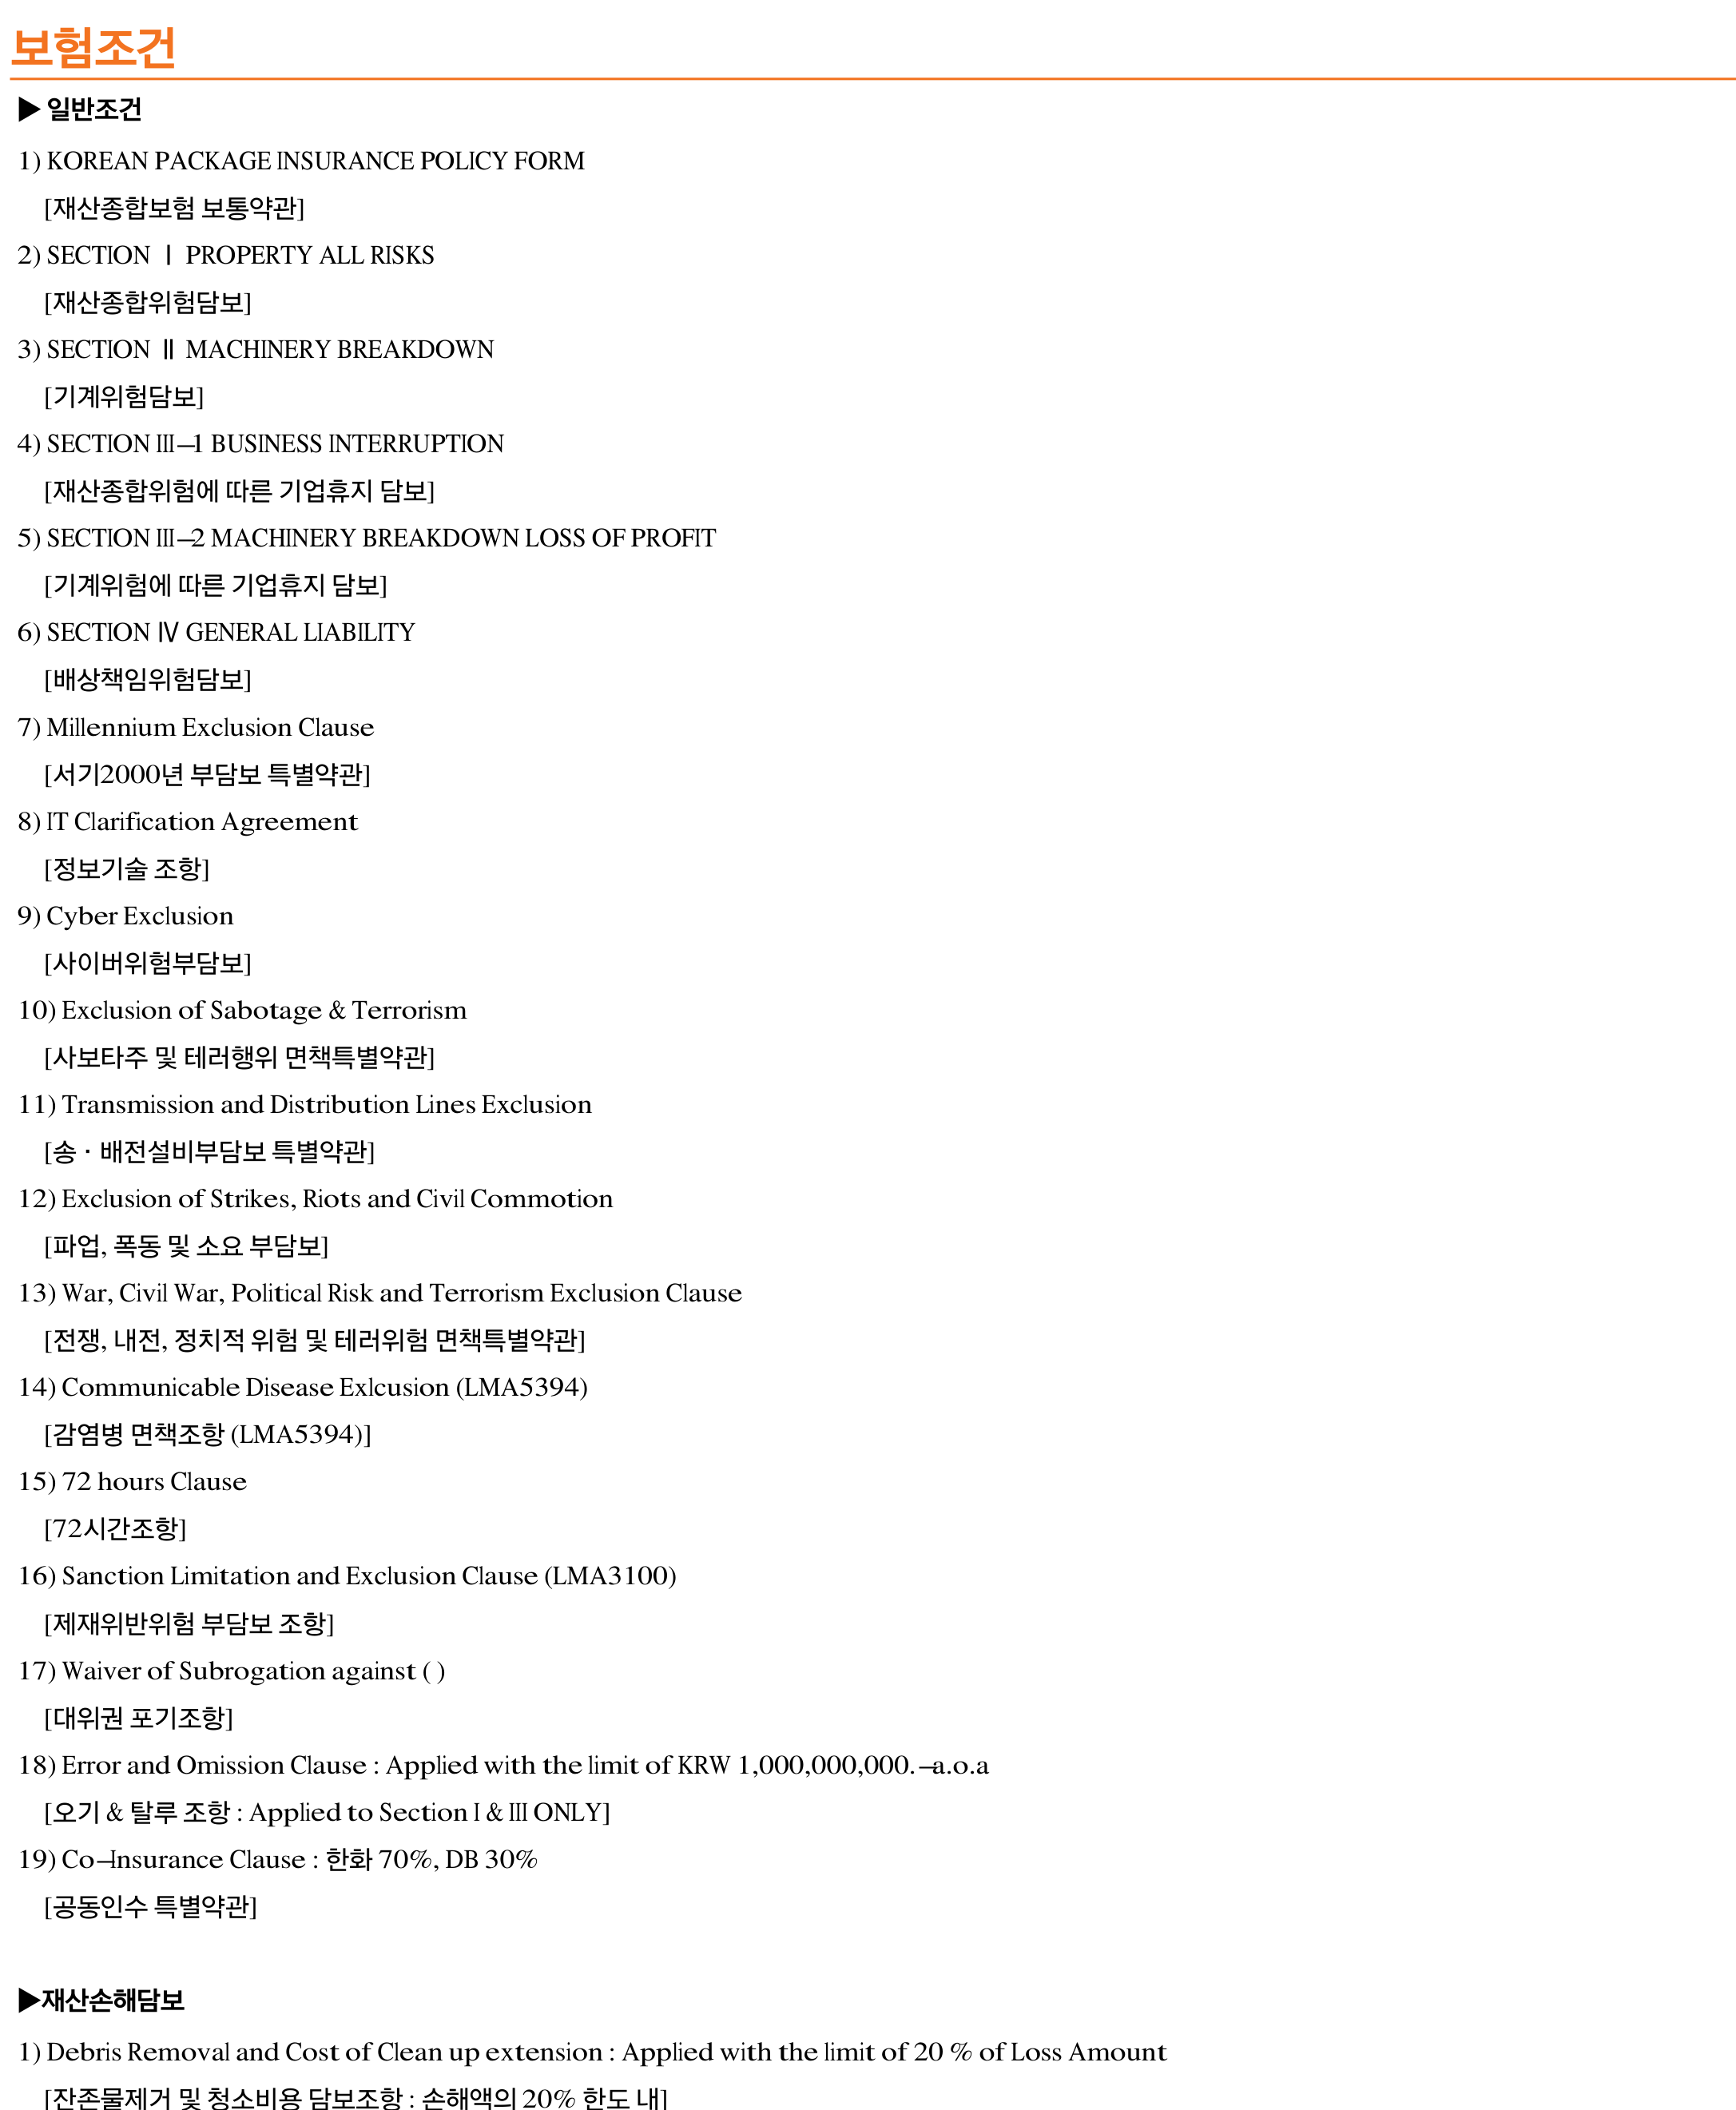 보험조건
▶ 일반조건
1) KOREAN PACKAGE INSURANCE POLICY FORM
[재산종합보험 보통약관]
2) SECTION Ⅰ PROPERTY ALL RISKS
[재산종합위험담보]
3) SECTION Ⅱ MACHINERY BREAKDOWN
[기계위험담보]
4) SECTION III-1 BUSINESS INTERRUPTION
[재산종합위험에 따른 기업휴지 담보]
5) SECTION III-2 MACHINERY BREAKDOWN LOSS OF PROFIT
[기계위험에 따른 기업휴지 담보]
6) SECTION Ⅳ GENERAL LIABILITY
[배상책임위험담보]
7) Millennium Exclusion Clause
[서기2000년 부담보 특별약관]
8) IT Clarification Agreement
[정보기술 조항]
9) Cyber Exclusion
[사이버위험부담보]
10) Exclusion of Sabotage & Terrorism
[사보타주 및 테러행위 면책특별약관]
11) Transmission and Distribution Lines Exclusion
[송ㆍ배전설비부담보 특별약관]
12) Exclusion of Strikes, Riots and Civil Commotion
[파업, 폭동 및 소요 부담보]
13) War, Civil War, Political Risk and Terrorism Exclusion Clause
[전쟁, 내전, 정치적 위험 및 테러위험 면책특별약관]
14) Communicable Disease Exlcusion (LMA5394)
[감염병 면책조항 (LMA5394)]
15) 72 hours Clause
[72시간조항]
16) Sanction Limitation and Exclusion Clause (LMA3100)
[제재위반위험 부담보 조항]
17) Waiver of Subrogation against ( )
[대위권 포기조항]
18) Error and Omission Clause : Applied with the limit of KRW 1,000,000,000.-a.o.a
[오기 & 탈루 조항 : Applied to Section I & III ONLY]
19) Co-Insurance Clause : 한화 70%, DB 30%
[공동인수 특별약관]
▶재산손해담보
1) Debris Removal and Cost of Clean up extension : Applied with the limit of 20 % of Loss Amount
[잔존물제거 및 청소비용 담보조항 : 손해액의 20% 한도 내]